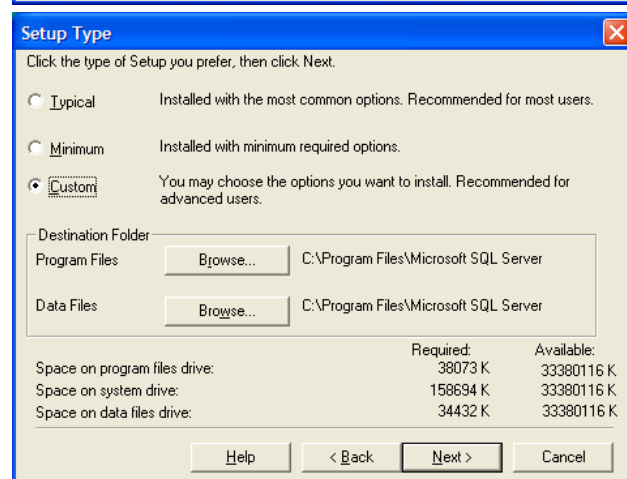 Setup Type
Click the type of Setup you prefer, then click Next.
Typical Installed with the most common options. Recommended for most users.
Minimum Installed with minimum required options.
Custom You may choose the options you want to install. Recommended for
advanced users.
Destination Folder
Program Files Browse... C:\Program Files\Microsoft SQL Server
Data Files Browse... C:\Program Files\Microsoft SQL Server
Required: Available:
Space on program files drive: 38073 K 33380116 K
Space on system drive: 158694 K 33380116 K
Space on data files drive: 34432 K 33380116 K
Help < Back Next > Cancel